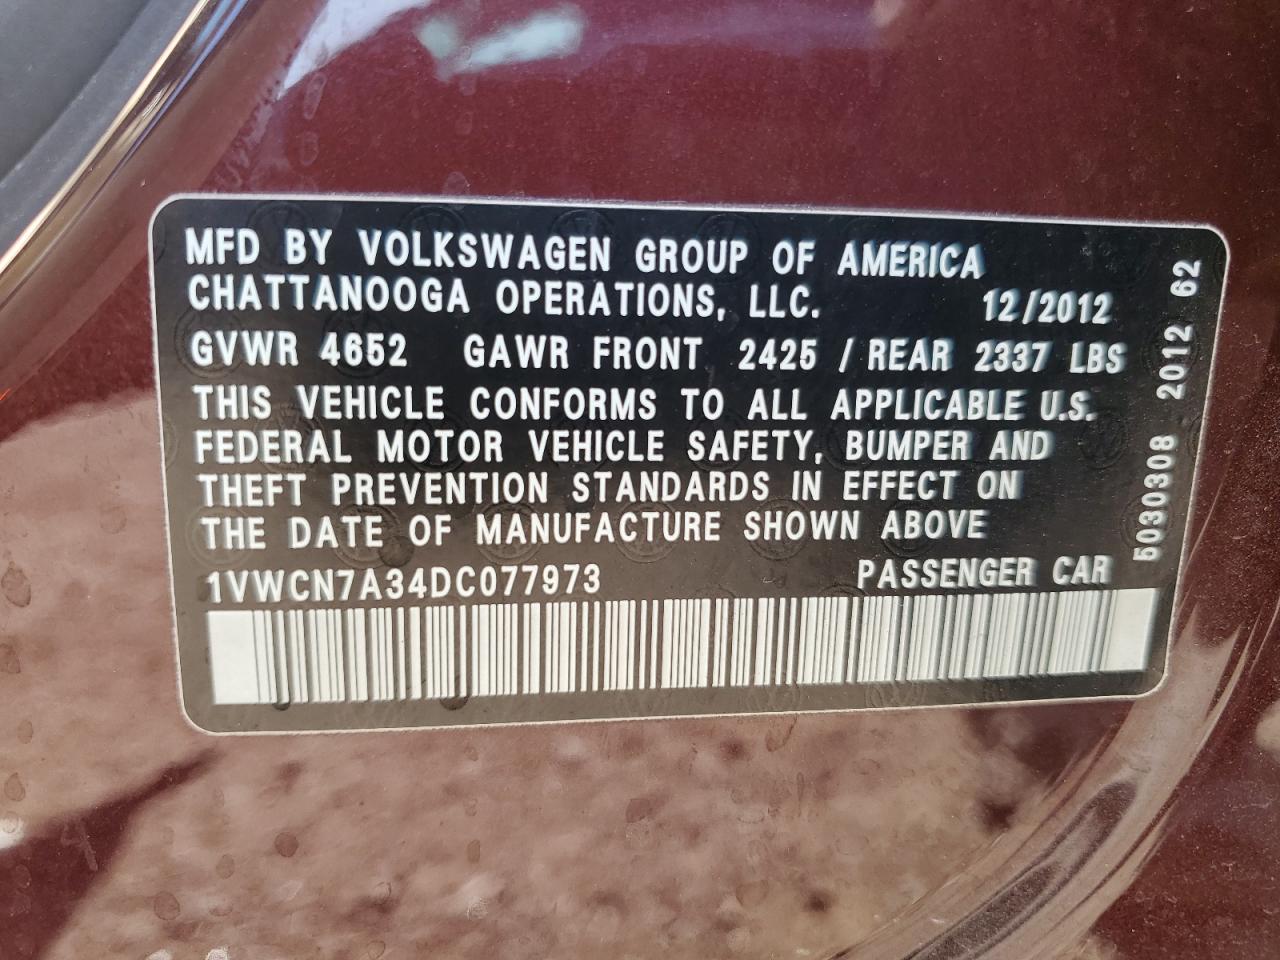 MFD BY VOLKSWAGEN GROUP OF AMERICA
CHATTANOOGA OPERATIONS, LLC. 12/2012
GVWR 4652 GAWR FRONT 2425 / REAR 2337 LBS
THIS VEHICLE CONFORMS TO ALL APPLICABLE U.S.
FEDERAL MOTOR VEHICLE SAFETY, BUMPER AND
THEFT PREVENTION STANDARDS IN EFFECT ON
THE DATE OF MANUFACTURE SHOWN ABOVE
1VWCN7A34DC077973 PASSENGER CAR
5030308 2012 62